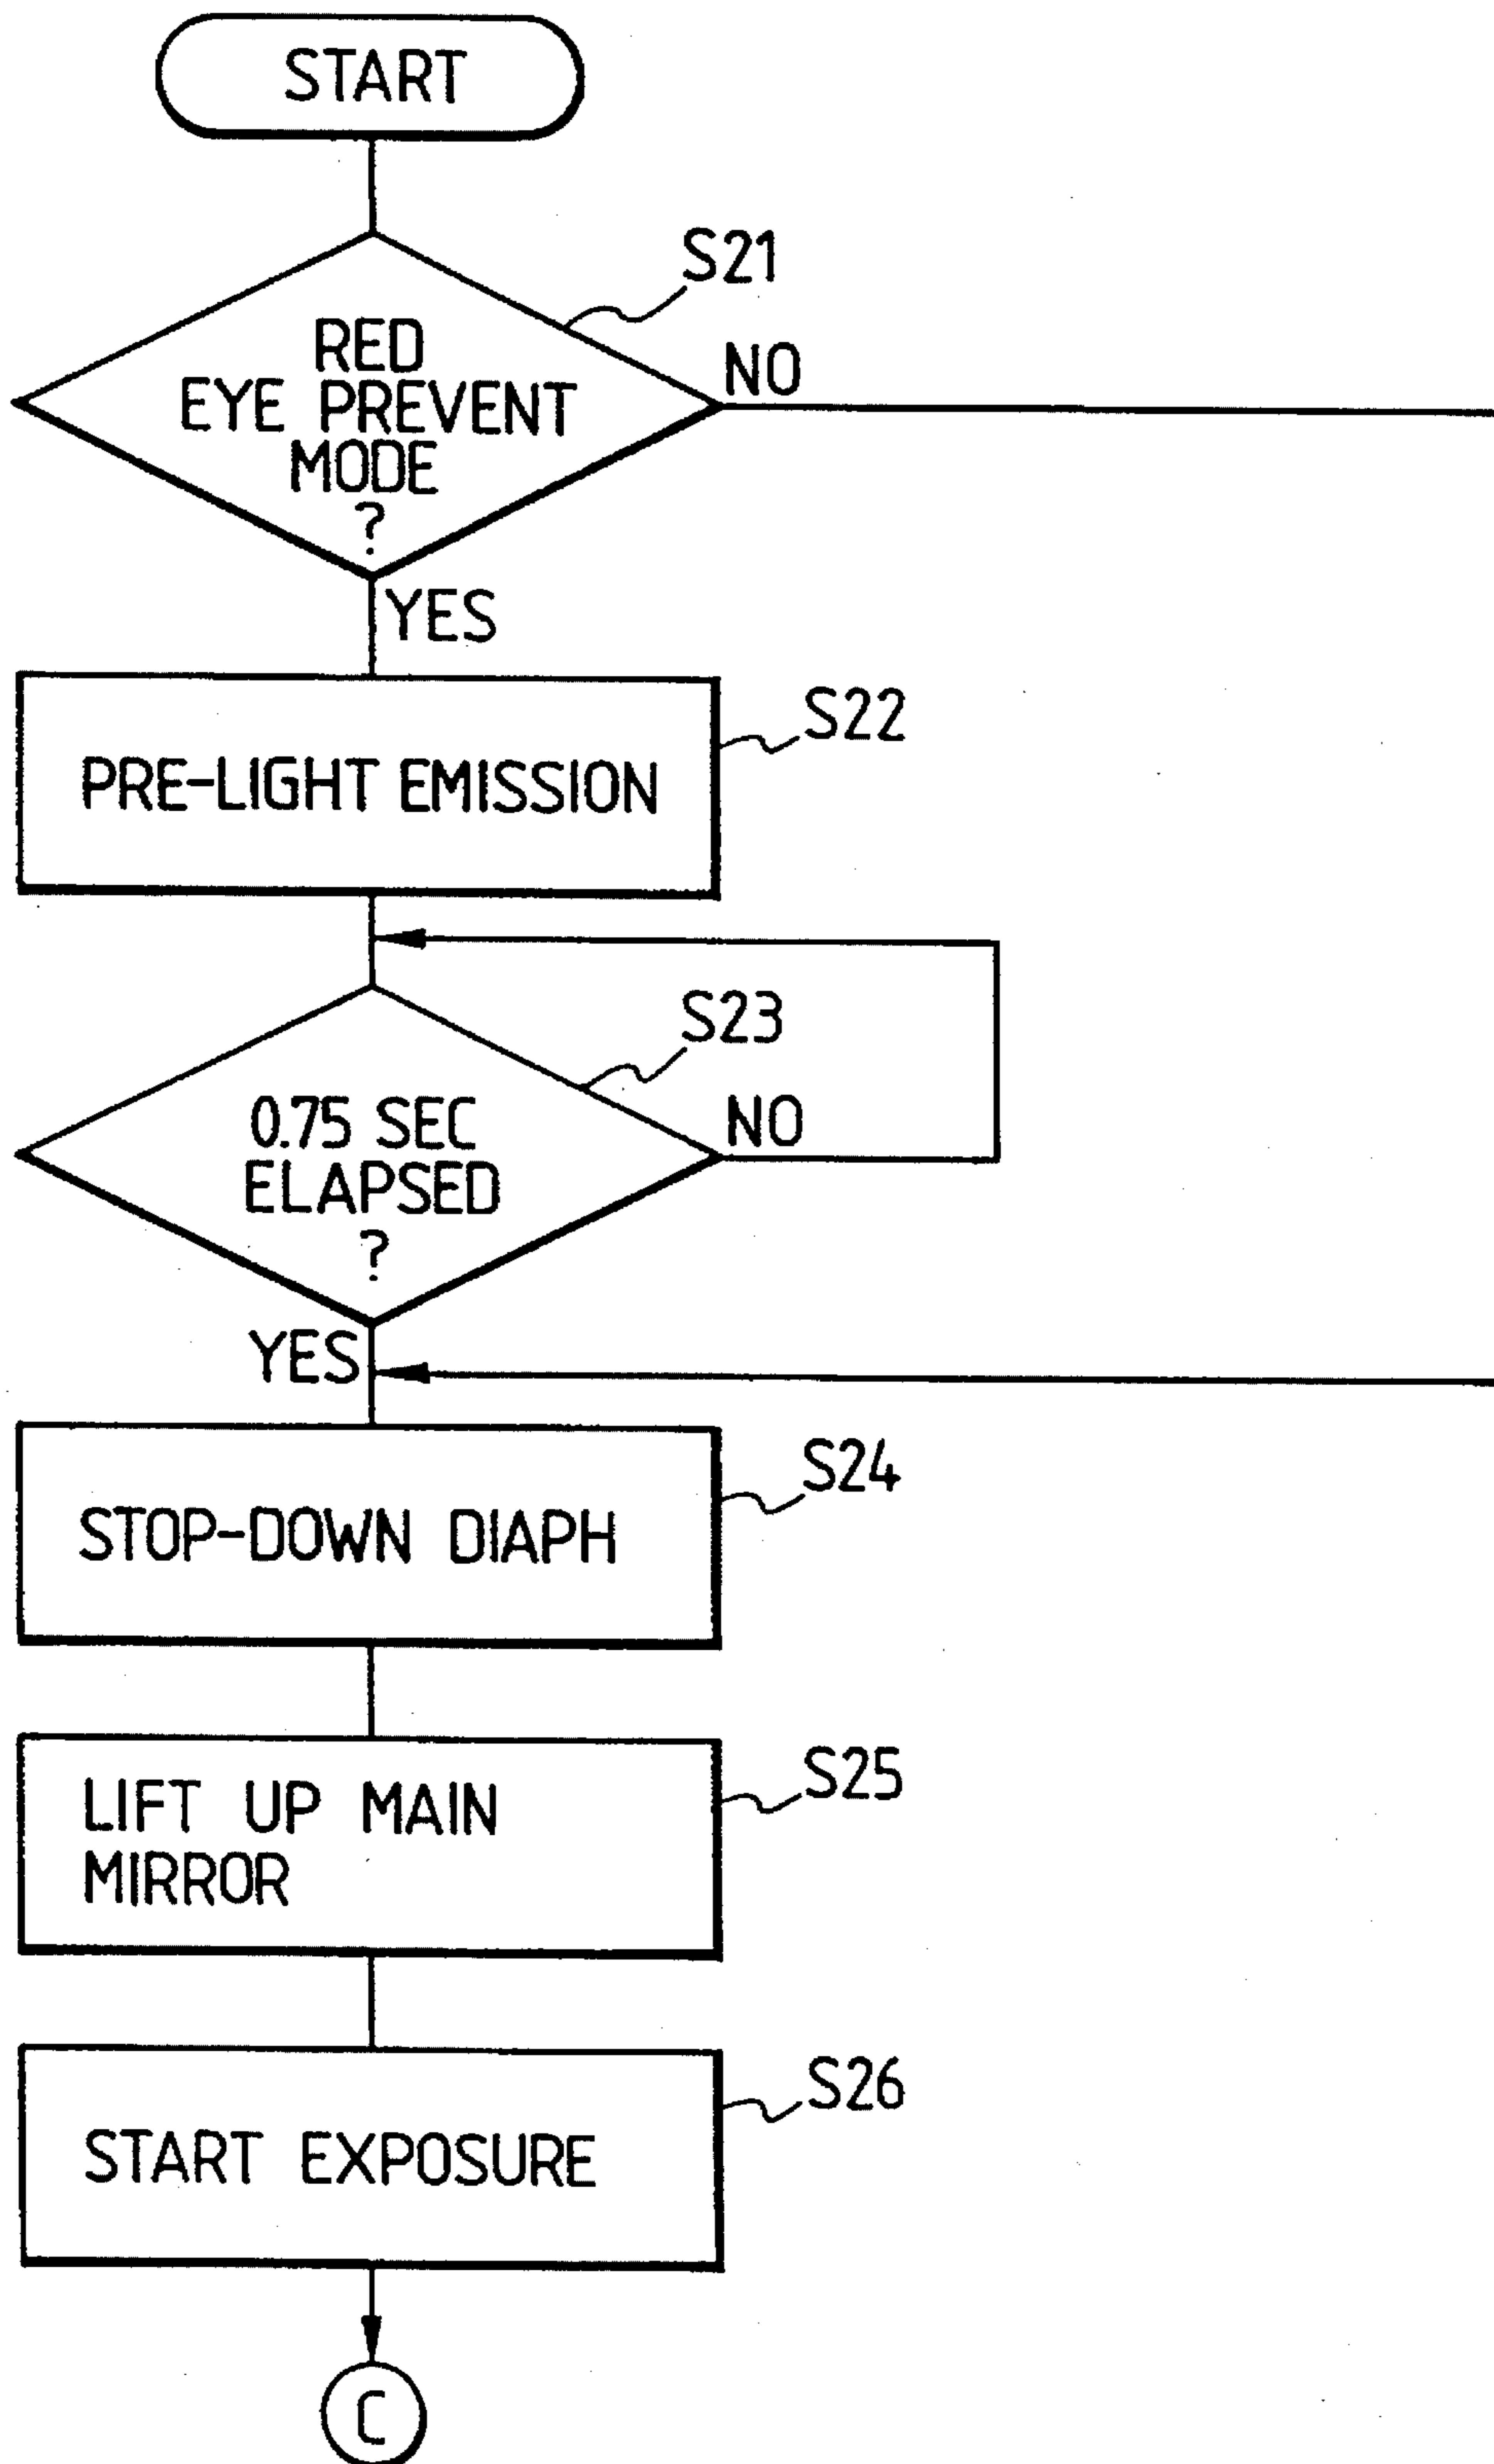 START
S21
RED
EYE PREVENT
MODE
?
NO
YES
S22
PRE-LIGHT EMISSION
S23
0.75 SEC
ELAPSED
?
NO
YES
S24
STOP-DOWN DIAPH
S25
LIFT UP MAIN
MIRROR
S26
START EXPOSURE
C